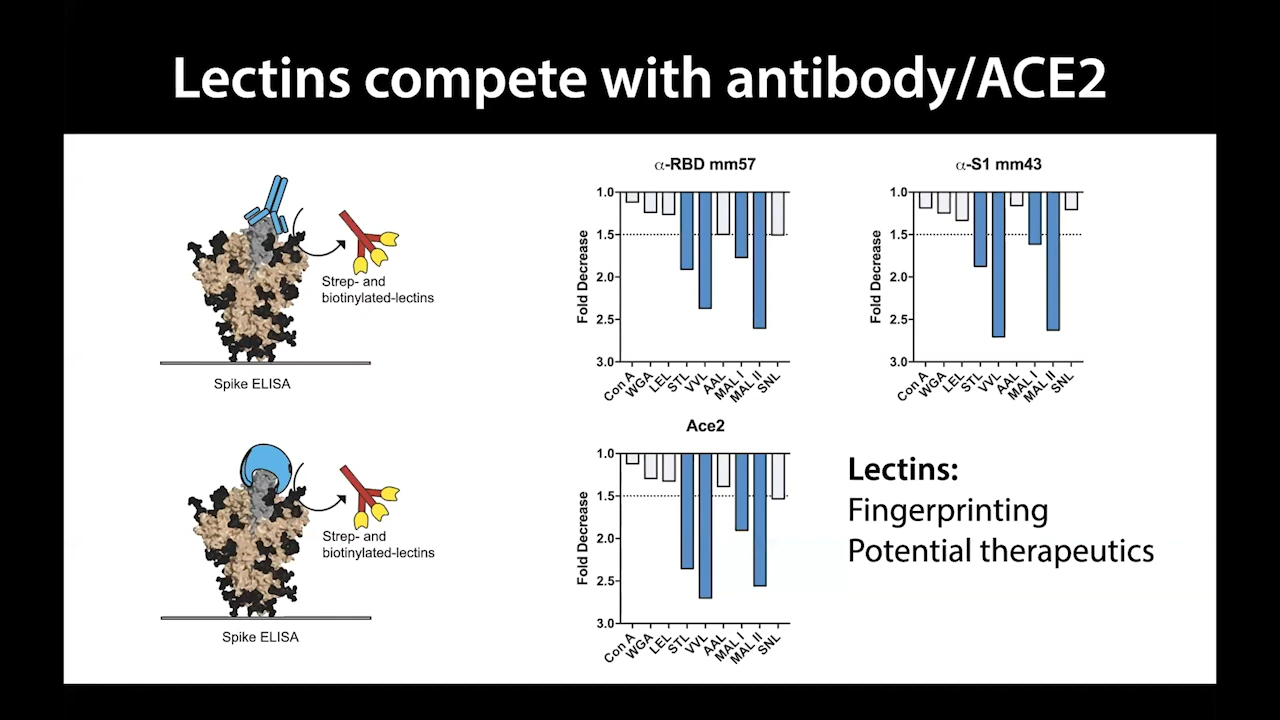 Lectins compete with antibody/ACE2
Strep- and
biotinylated-lectins
Spike ELISA
α-RBD mm57
Fold Decrease
1.0
1.5
2.0
2.5
3.0
Con A
WGA
LEL
STL
VVL
AAL
MAL I
MAL II
SNL
α-S1 mm43
Fold Decrease
1.0
1.5
2.0
2.5
3.0
Con A
WGA
LEL
STL
VVL
AAL
MAL I
MAL II
SNL
Strep- and
biotinylated-lectins
Spike ELISA
Ace2
Fold Decrease
1.0
1.5
2.0
2.5
3.0
Con A
WGA
LEL
STL
VVL
AAL
MAL I
MAL II
SNL
Lectins:
Fingerprinting
Potential therapeutics